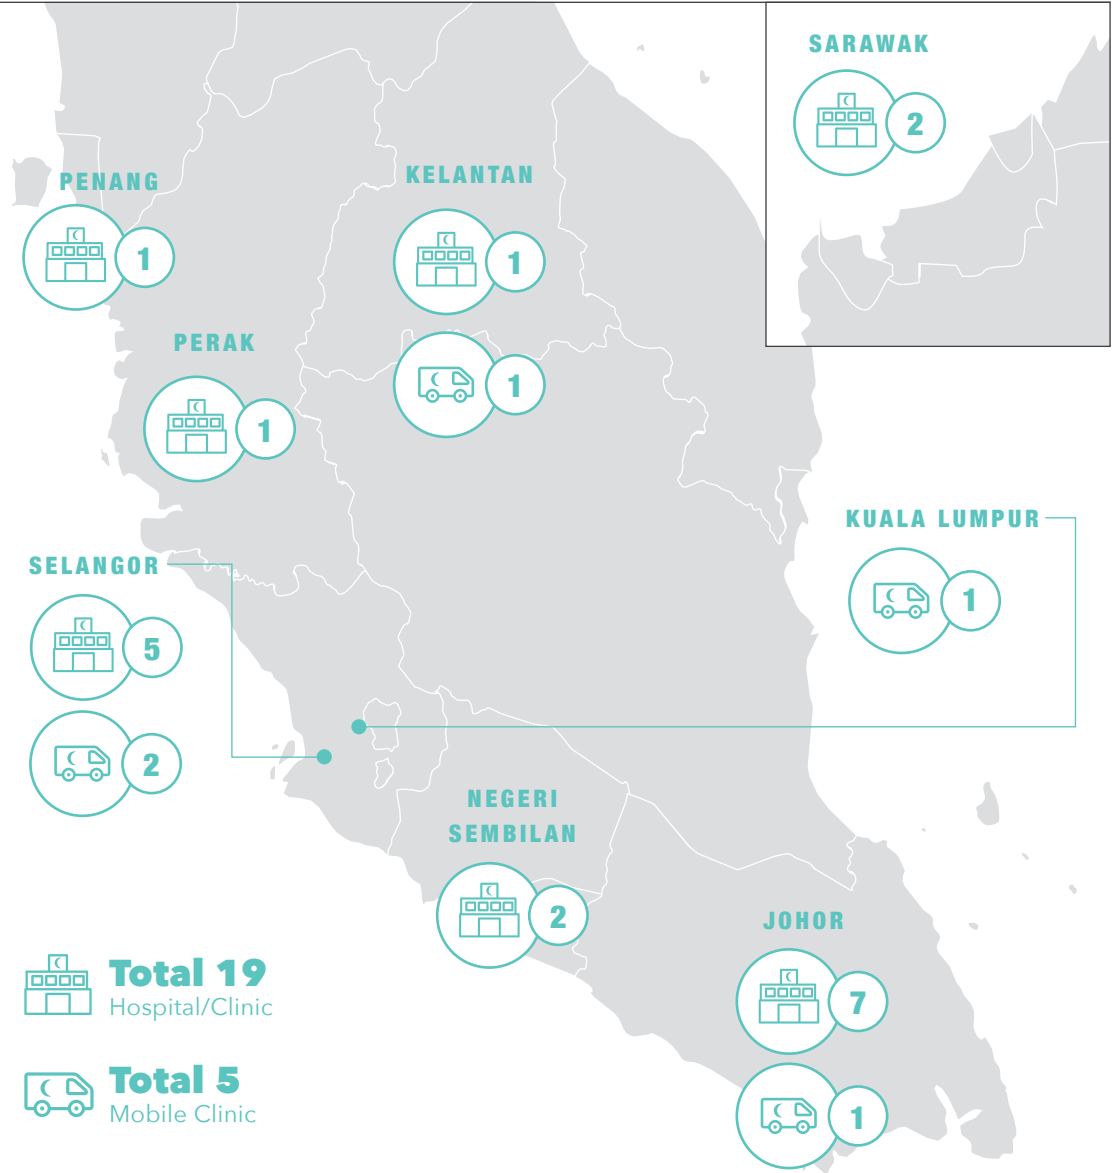 SARAWAK
2
PENANG
1
KELANTAN
1
1
PERAK
1
KUALA LUMPUR
1
SELANGOR
5
2
NEGERI
SEMBILAN
2
JOHOR
7
1
Total 19
Hospital/Clinic
Total 5
Mobile Clinic